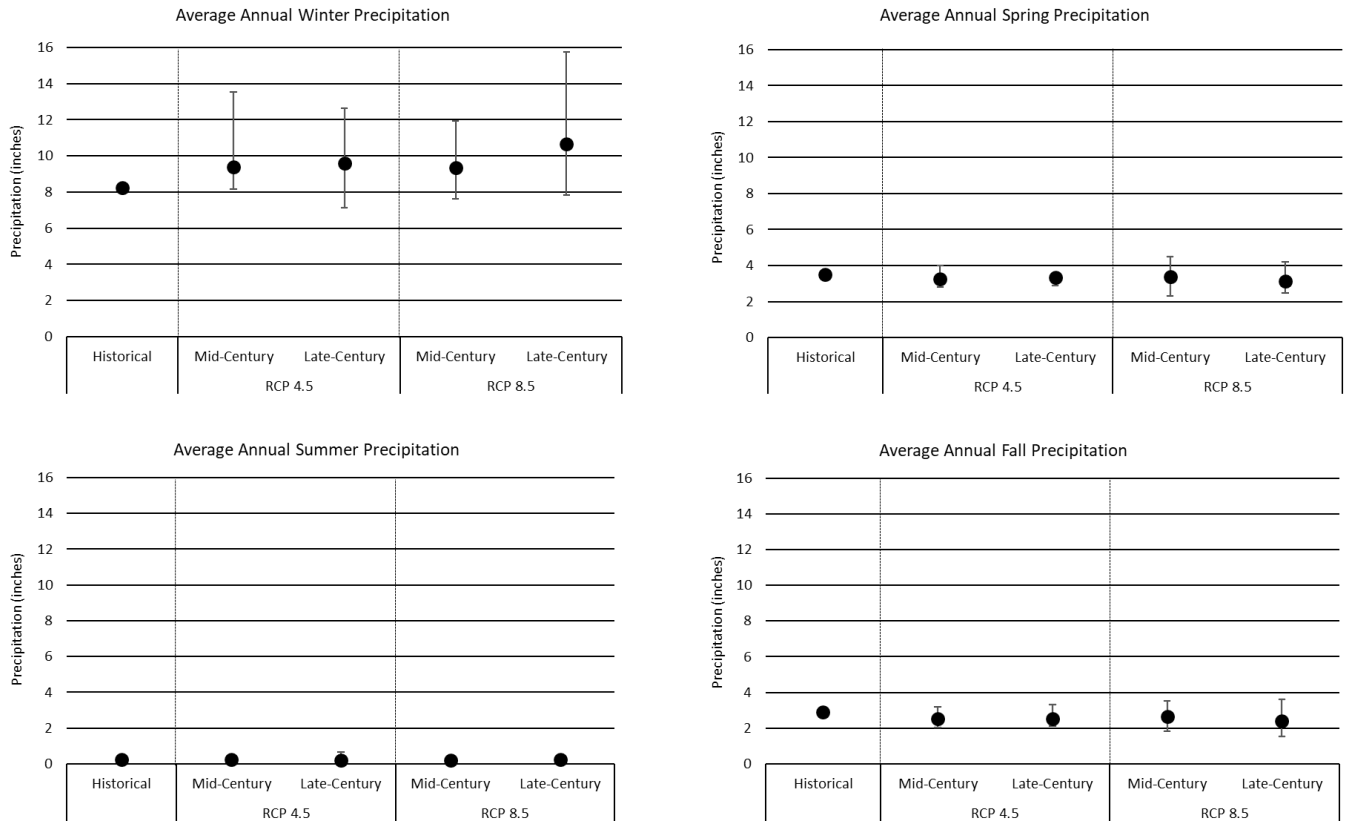 Average Annual Winter Precipitation
Precipitation (inches)
16
14
12
10
8
6
4
2
0
Historical Mid-Century Late-Century Mid-Century Late-Century
RCP 4.5 RCP 8.5
Average Annual Spring Precipitation
Precipitation (inches)
16
14
12
10
8
6
4
2
0
Historical Mid-Century Late-Century Mid-Century Late-Century
RCP 4.5 RCP 8.5
Average Annual Summer Precipitation
Precipitation (inches)
16
14
12
10
8
6
4
2
0
Historical Mid-Century Late-Century Mid-Century Late-Century
RCP 4.5 RCP 8.5
Average Annual Fall Precipitation
Precipitation (inches)
16
14
12
10
8
6
4
2
0
Historical Mid-Century Late-Century Mid-Century Late-Century
RCP 4.5 RCP 8.5